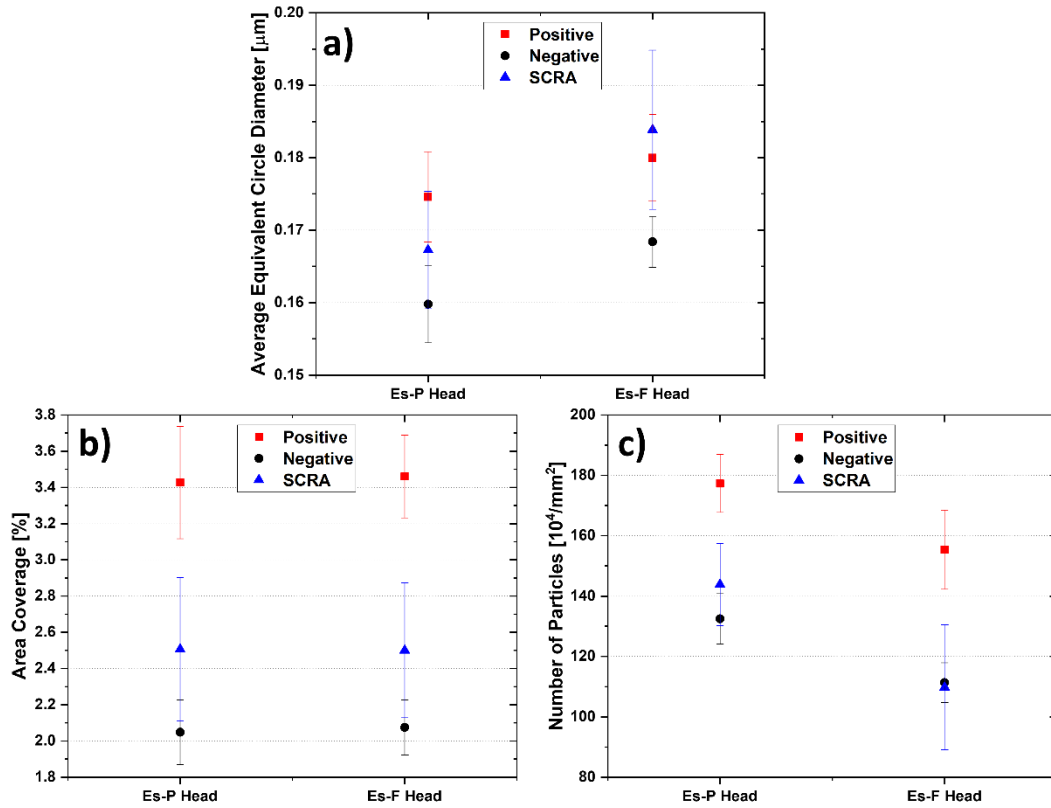 a)
Average Equivalent Circle Diameter [μm]
0.20
0.19
0.18
0.17
0.16
0.15
Positive
Negative
SCRA
Es-P Head
Es-F Head
b)
Area Coverage [%]
3.8
3.6
3.4
3.2
3.0
2.8
2.6
2.4
2.2
2.0
1.8
Positive
Negative
SCRA
Es-P Head
Es-F Head
c)
Number of Particles [10⁴/mm²]
200
180
160
140
120
100
80
Positive
Negative
SCRA
Es-P Head
Es-F Head